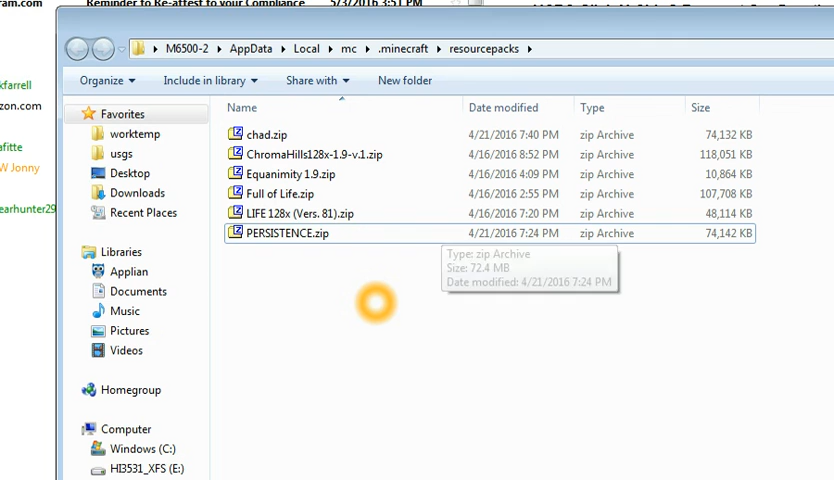 ram.com Reminder to Re-attest to your Compliance 5/3/2016 3:51 PM
M6500-2 AppData Local mc .minecraft resourcepacks
Organize Include in library Share with New folder
kfarrell
zon.com
afitte
W Jonny
earhunter29
Favorites
worktemp
usgs
Desktop
Downloads
Recent Places
Libraries
Applian
Documents
Music
Pictures
Videos
Homegroup
Computer
Windows (C:)
HI3531_XFS (E:)
Name Date modified Type Size
chad.zip 4/21/2016 7:40 PM zip Archive 74,132 KB
ChromaHills128x-1.9-v.1.zip 4/16/2016 8:52 PM zip Archive 118,051 KB
Equanimity 1.9.zip 4/16/2016 4:09 PM zip Archive 10,864 KB
Full of Life.zip 4/16/2016 2:55 PM zip Archive 107,708 KB
LIFE 128x (Vers. 81).zip 4/16/2016 7:20 PM zip Archive 48,114 KB
PERSISTENCE.zip 4/21/2016 7:24 PM zip Archive 74,142 KB
Type: zip Archive
Size: 72.4 MB
Date modified: 4/21/2016 7:24 PM